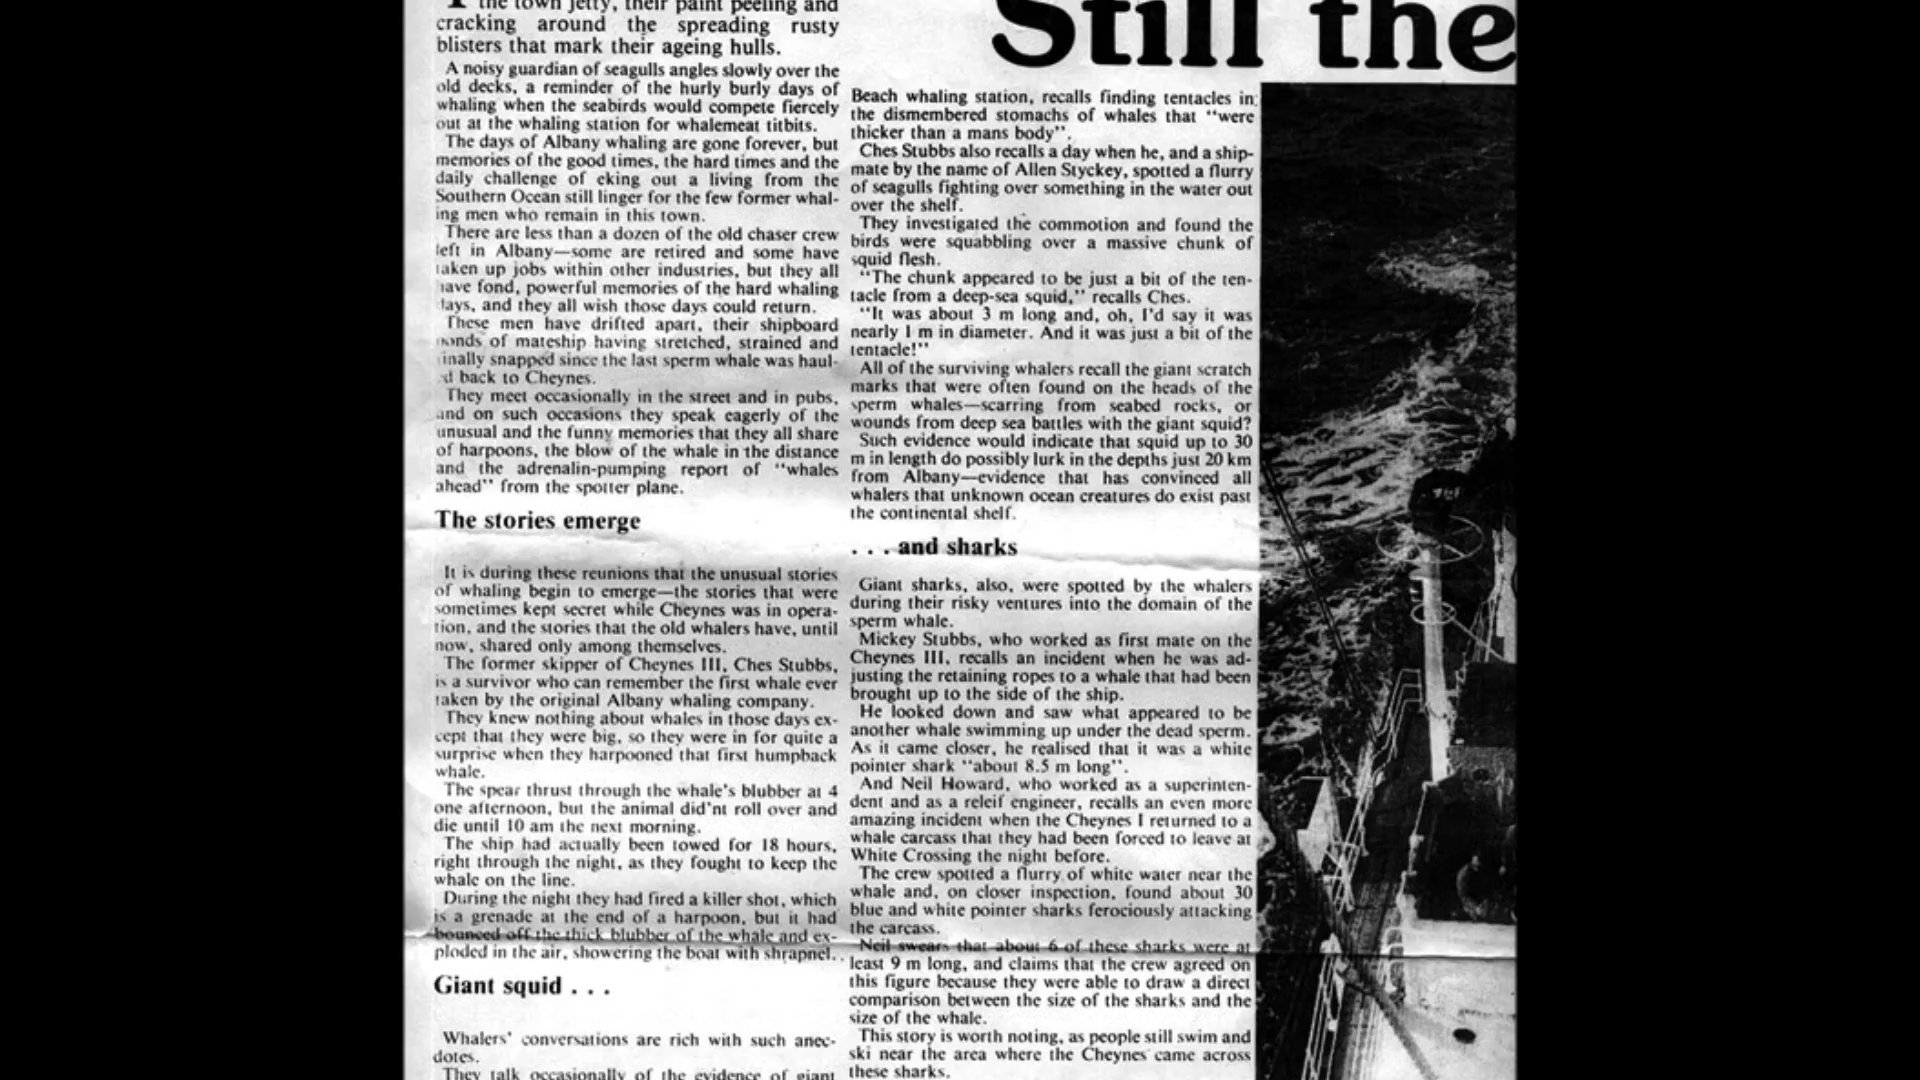 the town jetty, their paint peeling and
cracking around the spreading rusty
blisters that mark their ageing hulls.
A noisy guardian of seagulls angles slowly over the
old decks, a reminder of the hurly burly days of
whaling when the seabirds would compete fiercely
out at the whaling station for whalemeat titbits.
The days of Albany whaling are gone forever, but
memories of the good times, the hard times and the
daily challenge of eking out a living from the
Southern Ocean still linger for the few former whal-
ing men who remain in this town.
There are less than a dozen of the old chaser crew
left in Albany—some are retired and some have
taken up jobs within other industries, but they all
have fond, powerful memories of the hard whaling
days, and they all wish those days could return.
These men have drifted apart, their shipboard
bonds of mateship having stretched, strained and
finally snapped since the last sperm whale was haul-
ed back to Cheynes.
They meet occasionally in the street and in pubs,
and on such occasions they speak eagerly of the
unusual and the funny memories that they all share
of harpoons, the blow of the whale in the distance
and the adrenalin-pumping report of "whales
ahead" from the spotter plane.
The stories emerge
It is during these reunions that the unusual stories
of whaling begin to emerge—the stories that were
sometimes kept secret while Cheynes was in opera-
tion, and the stories that the old whalers have, until
now, shared only among themselves.
The former skipper of Cheynes III, Ches Stubbs,
is a survivor who can remember the first whale ever
taken by the original Albany whaling company.
They knew nothing about whales in those days ex-
cept that they were big, so they were in for quite a
surprise when they harpooned that first humpback
whale.
The spear thrust through the whale's blubber at 4
one afternoon, but the animal did'nt roll over and
die until 10 am the next morning.
The ship had actually been towed for 18 hours,
right through the night, as they fought to keep the
whale on the line.
During the night they had fired a killer shot, which
is a grenade at the end of a harpoon, but it had
bounced off the thick blubber of the whale and ex-
ploded in the air, showering the boat with shrapnel.
Giant squid . . .
Whalers' conversations are rich with such anec-
dotes.
They talk occasionally of the evidence of giant
Still the
Beach whaling station, recalls finding tentacles in
the dismembered stomachs of whales that "were
thicker than a mans body".
Ches Stubbs also recalls a day when he, and a ship-
mate by the name of Allen Styckey, spotted a flurry
of seagulls fighting over something in the water out
over the shelf.
They investigated the commotion and found the
birds were squabbling over a massive chunk of
squid flesh.
"The chunk appeared to be just a bit of the ten-
tacle from a deep-sea squid," recalls Ches.
"It was about 3 m long and, oh, I'd say it was
nearly 1 m in diameter. And it was just a bit of the
tentacle!"
All of the surviving whalers recall the giant scratch
marks that were often found on the heads of the
sperm whales—scarring from seabed rocks, or
wounds from deep sea battles with the giant squid?
Such evidence would indicate that squid up to 30
m in length do possibly lurk in the depths just 20 km
from Albany—evidence that has convinced all
whalers that unknown ocean creatures do exist past
the continental shelf.
. . . and sharks
Giant sharks, also, were spotted by the whalers
during their risky ventures into the domain of the
sperm whale.
Mickey Stubbs, who worked as first mate on the
Cheynes III, recalls an incident when he was ad-
justing the retaining ropes to a whale that had been
brought up to the side of the ship.
He looked down and saw what appeared to be
another whale swimming up under the dead sperm.
As it came closer, he realised that it was a white
pointer shark "about 8.5 m long".
And Neil Howard, who worked as a superinten-
dent and as a releif engineer, recalls an even more
amazing incident when the Cheynes I returned to a
whale carcass that they had been forced to leave at
White Crossing the night before.
The crew spotted a flurry of white water near the
whale and, on closer inspection, found about 30
blue and white pointer sharks ferociously attacking
the carcass.
Neil swears that about 6 of these sharks were at
least 9 m long, and claims that the crew agreed on
this figure because they were able to draw a direct
comparison between the size of the sharks and the
size of the whale.
This story is worth noting, as people still swim and
ski near the area where the Cheynes came across
these sharks.